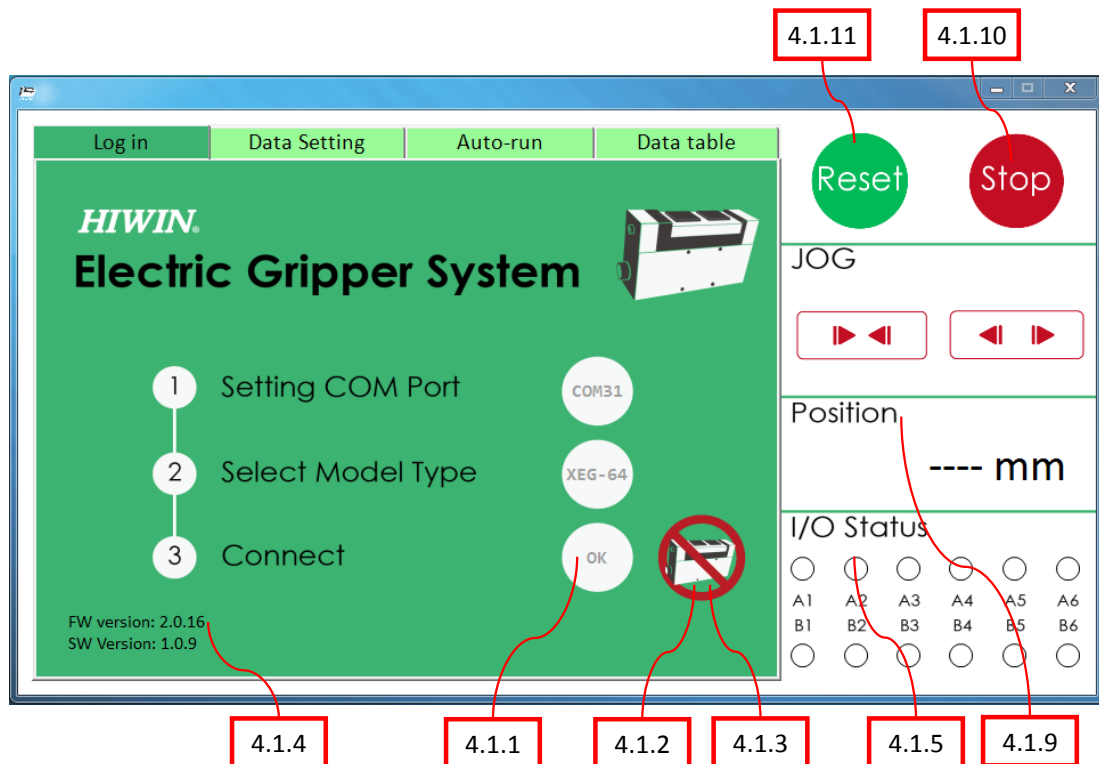 4.1.11
4.1.10
Log in
Data Setting
Auto-run
Data table
Reset
Stop
HIWIN®
Electric Gripper System
JOG
1 Setting COM Port COM31
2 Select Model Type XEG-64
3 Connect OK
Position
---- mm
I/O Status
A1 A2 A3 A4 A5 A6
B1 B2 B3 B4 B5 B6
FW version: 2.0.16
SW Version: 1.0.9
4.1.4
4.1.1
4.1.2
4.1.3
4.1.5
4.1.9